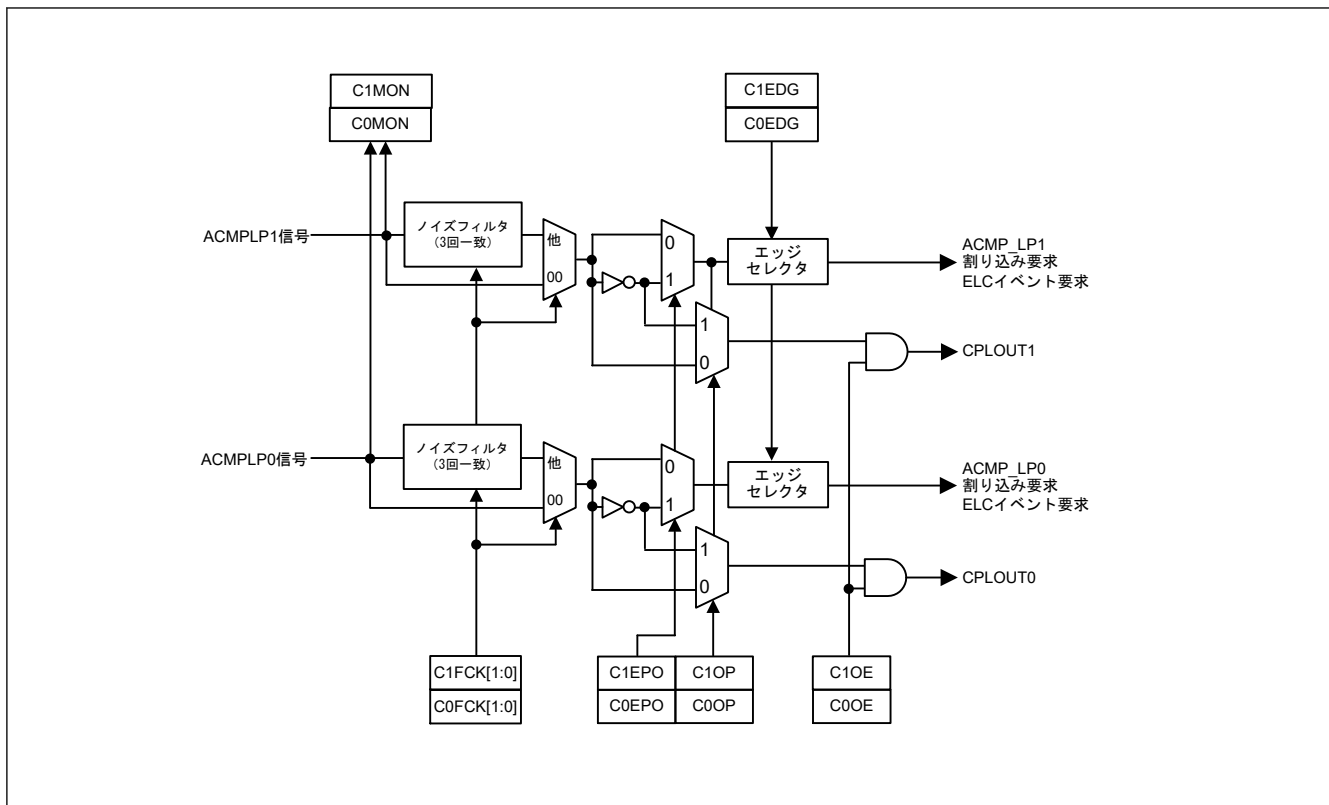 C1MON
C0MON
C1EDG
C0EDG
ACMPLP1信号
ノイズフィルタ
(3回一致)
他
00
0
1
エッジ
セレクタ
ACMP_LP1
割り込み要求
ELCイベント要求
1
0
CPLOUT1
ACMPLP0信号
ノイズフィルタ
(3回一致)
他
00
0
1
エッジ
セレクタ
ACMP_LP0
割り込み要求
ELCイベント要求
1
0
CPLOUT0
C1FCK[1:0]
C0FCK[1:0]
C1EPO
C1OP
C0EPO
C0OP
C1OE
C0OE